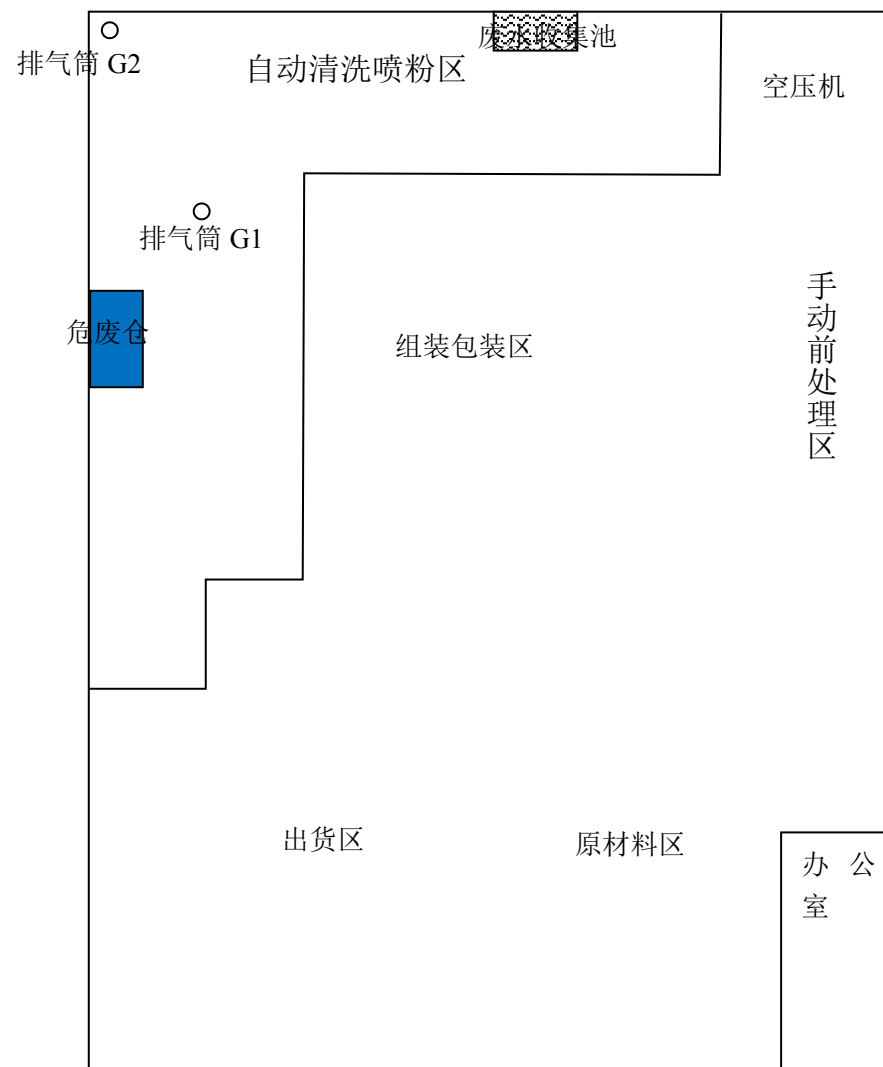 废水收集池
排气筒 G2
自动清洗喷粉区
空压机
排气筒 G1
手动前处理区
危废仓
组装包装区
出货区
原材料区
办 公
室